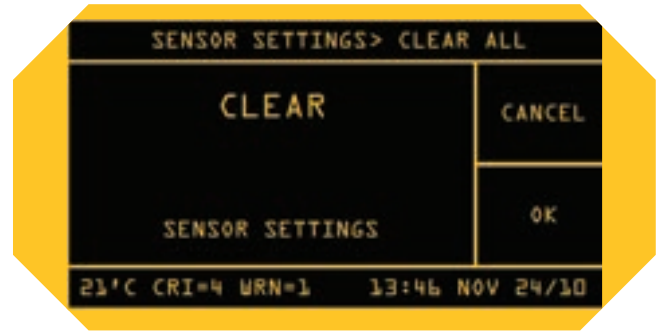 SENSOR SETTINGS> CLEAR ALL
CLEAR
CANCEL
SENSOR SETTINGS
OK
21'C CRI=4 WRN=1 13:46 NOV 24/10